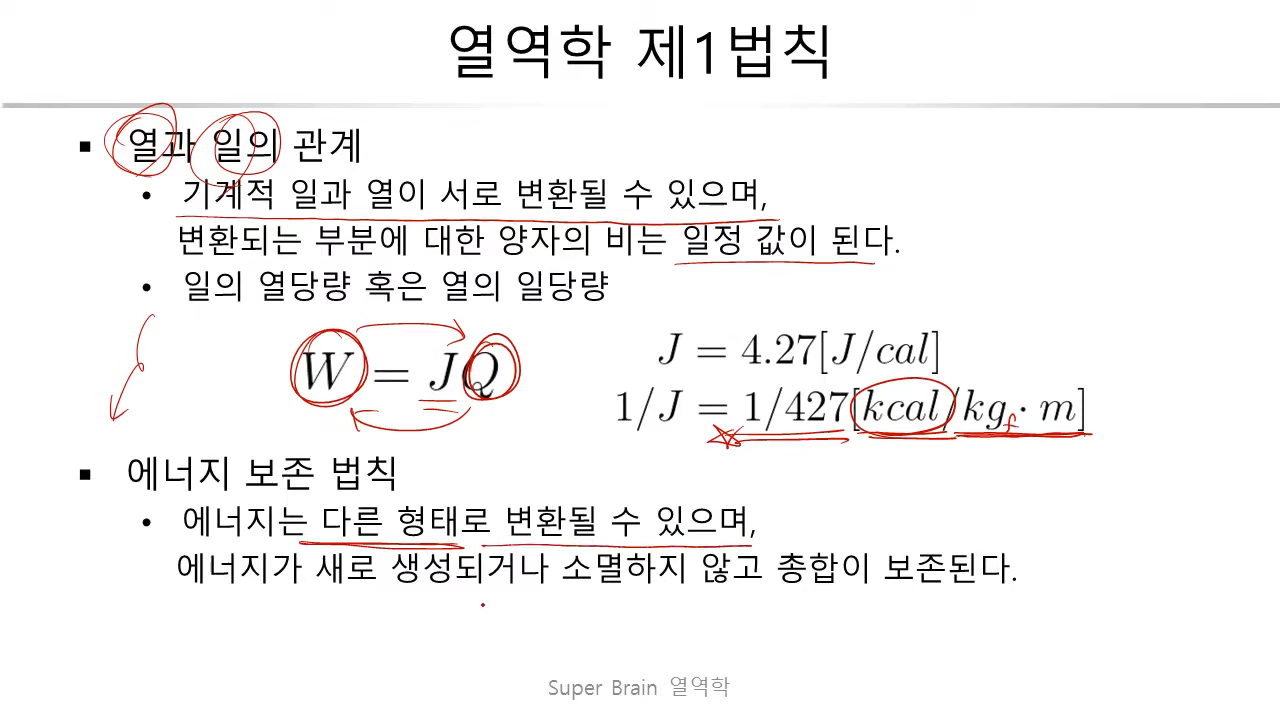 열역학 제1법칙
▪ 열과 일의 관계
• 기계적 일과 열이 서로 변환될 수 있으며,
변환되는 부분에 대한 양자의 비는 일정 값이 된다.
• 일의 열당량 혹은 열의 일당량
W = JQ
J = 4.27[J/cal]
1/J = 1/427[kcal/kgf · m]
▪ 에너지 보존 법칙
• 에너지는 다른 형태로 변환될 수 있으며,
에너지가 새로 생성되거나 소멸하지 않고 총합이 보존된다.
Super Brain 열역학